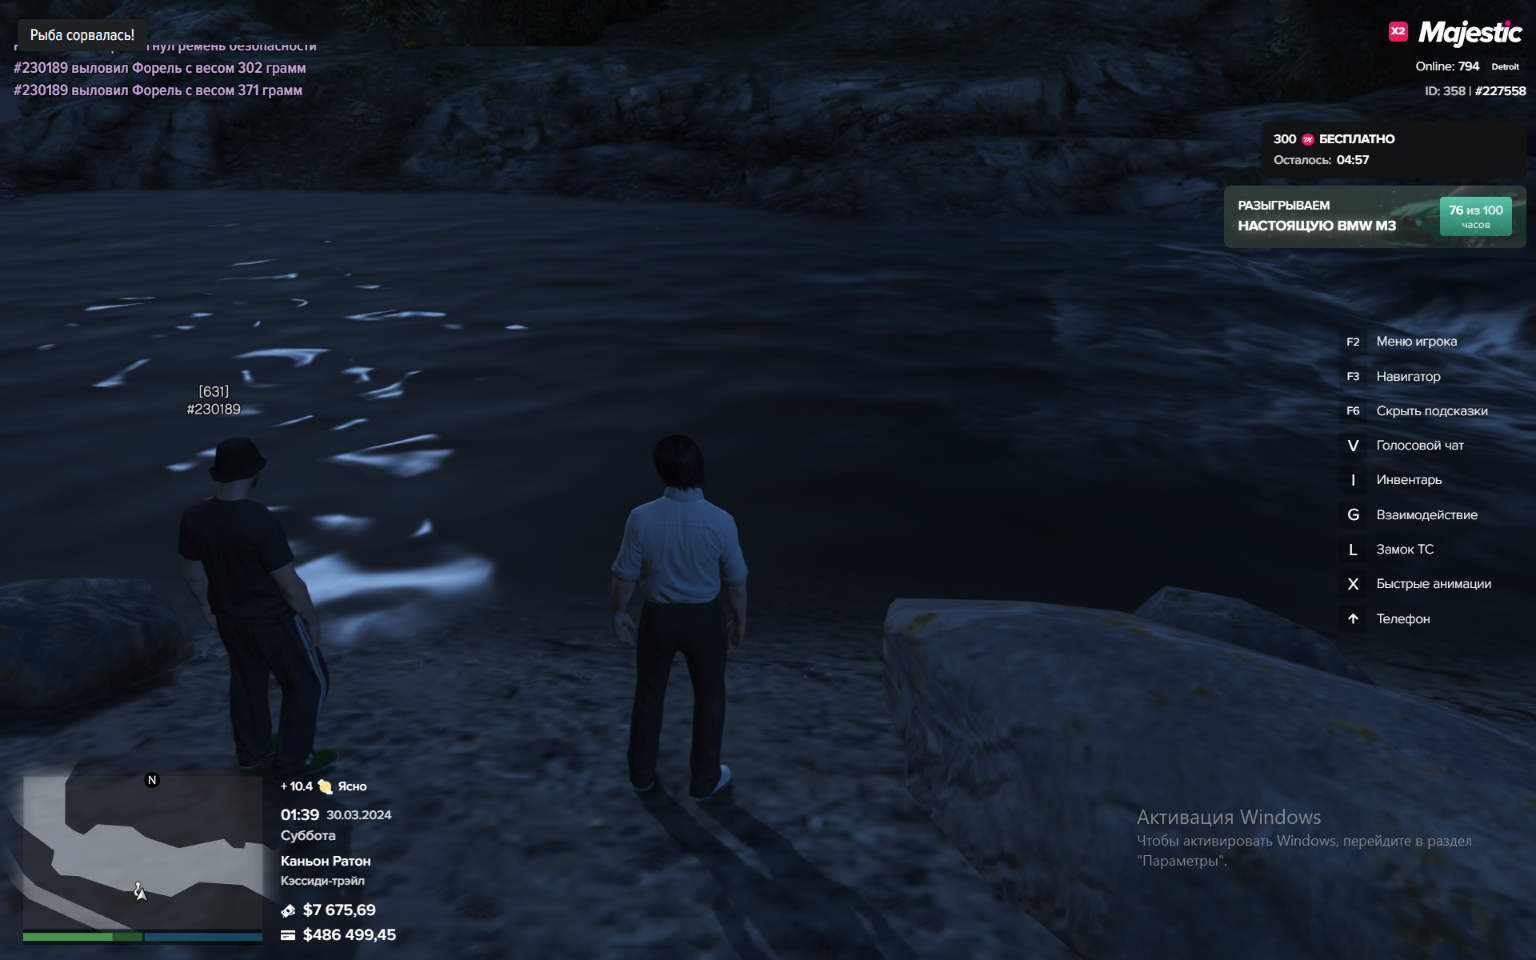 Рыба сорвалась!
гнул ремень безопасности
#230189 выловил Форель с весом 302 грамм
#230189 выловил Форель с весом 371 грамм
X2 Majestic
Online: 794 Detroit
ID: 358 | #227558
300 БЕСПЛАТНО
Осталось: 04:57
РАЗЫГРЫВАЕМ
НАСТОЯЩУЮ BMW M3
76 из 100
часов
F2 Меню игрока
F3 Навигатор
F6 Скрыть подсказки
V Голосовой чат
I Инвентарь
G Взаимодействие
L Замок ТС
X Быстрые анимации
Телефон
[631]
#230189
N
+ 10.4 Ясно
01:39 30.03.2024
Суббота
Каньон Ратон
Кэссиди-трэйл
$7 675,69
$486 499,45
Активация Windows
Чтобы активировать Windows, перейдите в раздел
"Параметры".